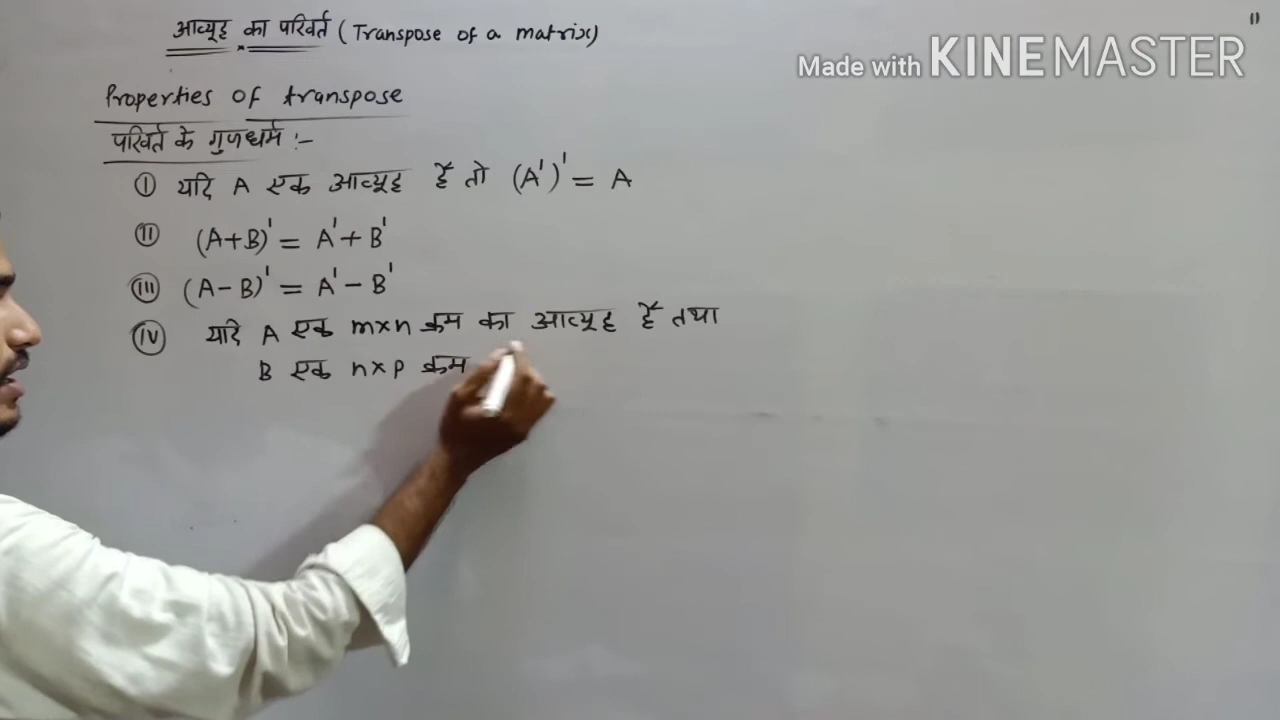 आव्यूह का परिवर्त (Transpose of a matrix)
11
Made with KINEMASTER
Properties of transpose
परिवर्त के गुणधर्म :-
(I) यदि A एक आव्यूह हैं तो (A')' = A
(II) (A+B)' = A' + B'
(III) (A-B)' = A' - B'
(IV) यदि A एक m×n क्रम का आव्यूह हैं तथा
B एक n×p क्रम